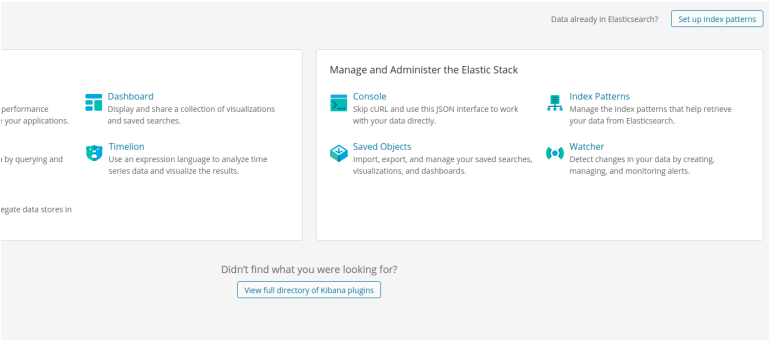 Data already in Elasticsearch?
Set up index patterns
performance
your applications.
by querying and
egate data stores in
Dashboard
Display and share a collection of visualizations
and saved searches.
Timelion
Use an expression language to analyze time
series data and visualize the results.
Manage and Administer the Elastic Stack
Console
Skip cURL and use this JSON interface to work
with your data directly.
Index Patterns
Manage the index patterns that help retrieve
your data from Elasticsearch.
Saved Objects
Import, export, and manage your saved searches,
visualizations, and dashboards.
Watcher
Detect changes in your data by creating,
managing, and monitoring alerts.
Didn't find what you were looking for?
View full directory of Kibana plugins